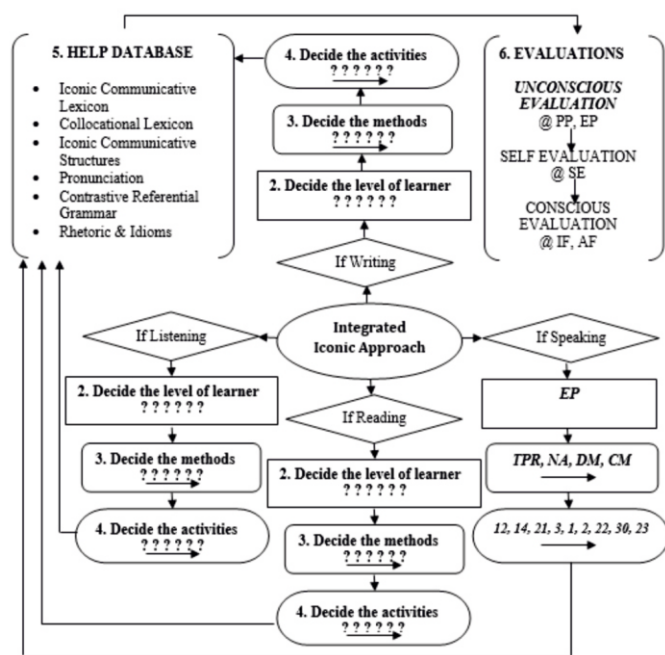 5. HELP DATABASE
• Iconic Communicative
Lexicon
• Collocational Lexicon
• Iconic Communicative
Structures
• Pronunciation
• Contrastive Referential
Grammar
• Rhetoric & Idioms
4. Decide the activities
? ? ? ? ? ?
3. Decide the methods
? ? ? ? ? ?
2. Decide the level of learner
? ? ? ? ? ?
If Writing
6. EVALUATIONS
UNCONSCIOUS
EVALUATION
@ PP, EP
SELF EVALUATION
@ SE
CONSCIOUS
EVALUATION
@ IF, AF
Integrated
Iconic Approach
If Listening
2. Decide the level of learner
? ? ? ? ? ?
3. Decide the methods
? ? ? ? ? ?
4. Decide the activities
? ? ? ? ? ?
If Reading
2. Decide the level of learner
? ? ? ? ? ?
3. Decide the methods
? ? ? ? ? ?
4. Decide the activities
? ? ? ? ? ?
If Speaking
EP
TPR, NA, DM, CM
12, 14, 21, 3, 1, 2, 22, 30, 23